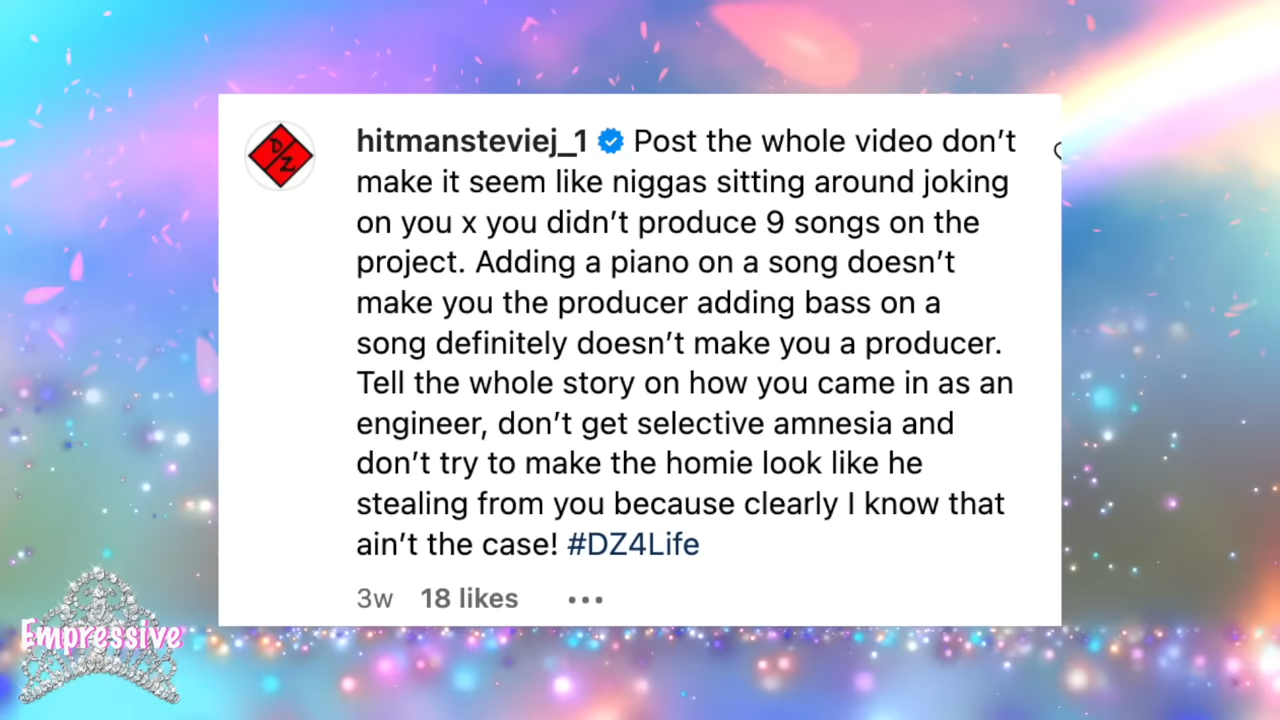 D/Z
hitmansteviej_1 Post the whole video don’t
make it seem like niggas sitting around joking
on you x you didn’t produce 9 songs on the
project. Adding a piano on a song doesn’t
make you the producer adding bass on a
song definitely doesn’t make you a producer.
Tell the whole story on how you came in as an
engineer, don’t get selective amnesia and
don’t try to make the homie look like he
stealing from you because clearly I know that
ain’t the case! #DZ4Life
3w 18 likes •••
Empressive